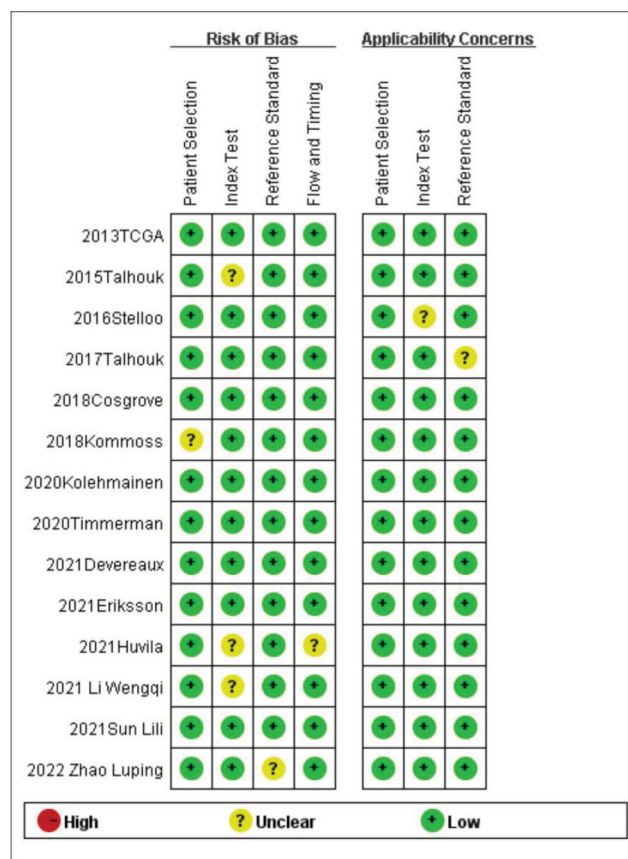 Risk of Bias
Applicability Concerns
Patient Selection
Index Test
Reference Standard
Flow and Timing
Patient Selection
Index Test
Reference Standard
2013TCGA + + + + + + +
2015Talhouk + ? + + + + +
2016Stelloo + + + + + ? +
2017Talhouk + + + + + + ?
2018Cosgrove + + + + + + +
2018Kommoss ? + + + + + +
2020Kolehmainen + + + + + + +
2020Timmerman + + + + + + +
2021Devereaux + + + + + + +
2021Eriksson + + + + + + +
2021Huvila + ? + ? + + +
2021 Li Wengqi + ? + + + + +
2021Sun Lili + + + + + + +
2022 Zhao Luping + + ? + + + +
- High ? Unclear + Low